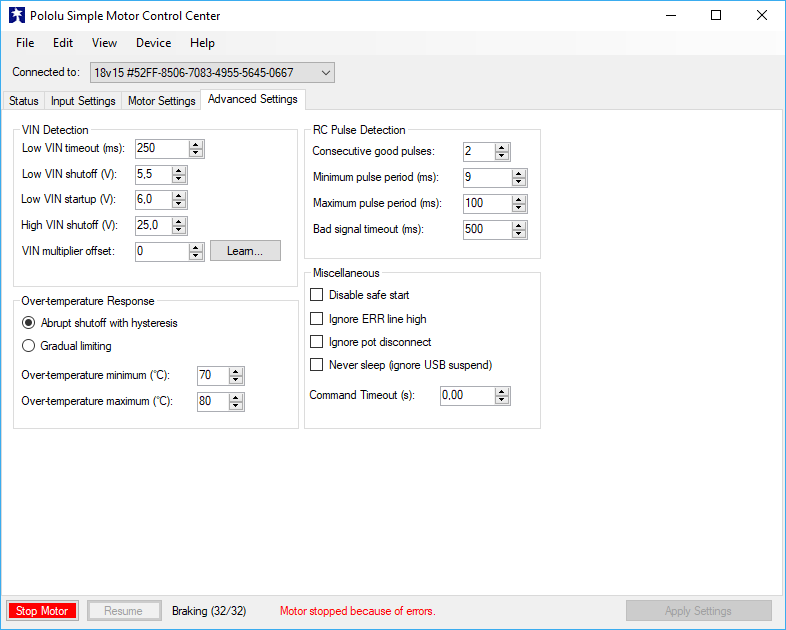 Pololu Simple Motor Control Center
File Edit View Device Help
Connected to: 18v15 #52FF-8506-7083-4955-5645-0667
Status Input Settings Motor Settings Advanced Settings
VIN Detection
Low VIN timeout (ms): 250
Low VIN shutoff (V): 5,5
Low VIN startup (V): 6,0
High VIN shutoff (V): 25,0
VIN multiplier offset: 0 Learn...
Over-temperature Response
Abrupt shutoff with hysteresis
Gradual limiting
Over-temperature minimum (°C): 70
Over-temperature maximum (°C): 80
RC Pulse Detection
Consecutive good pulses: 2
Minimum pulse period (ms): 9
Maximum pulse period (ms): 100
Bad signal timeout (ms): 500
Miscellaneous
Disable safe start
Ignore ERR line high
Ignore pot disconnect
Never sleep (ignore USB suspend)
Command Timeout (s): 0,00
Stop Motor Resume Braking (32/32) Motor stopped because of errors. Apply Settings